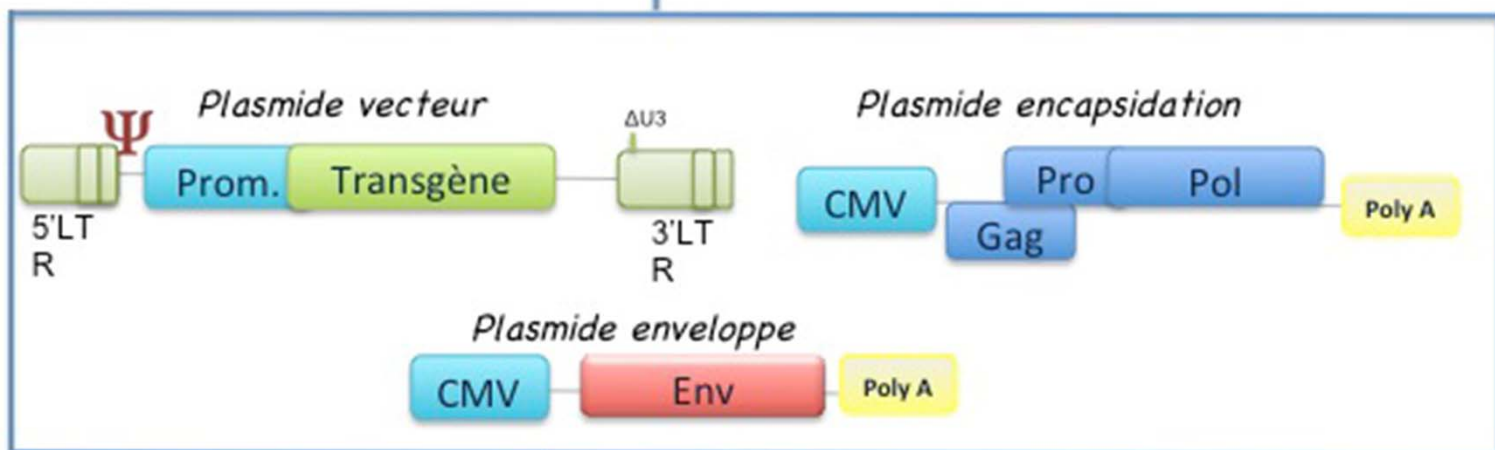 Plasmide vecteur
Ψ
Prom.
Transgène
ΔU3
5'LT
R
3'LT
R
Plasmide encapsidation
CMV
Gag
Pro
Pol
Poly A
Plasmide enveloppe
CMV
Env
Poly A